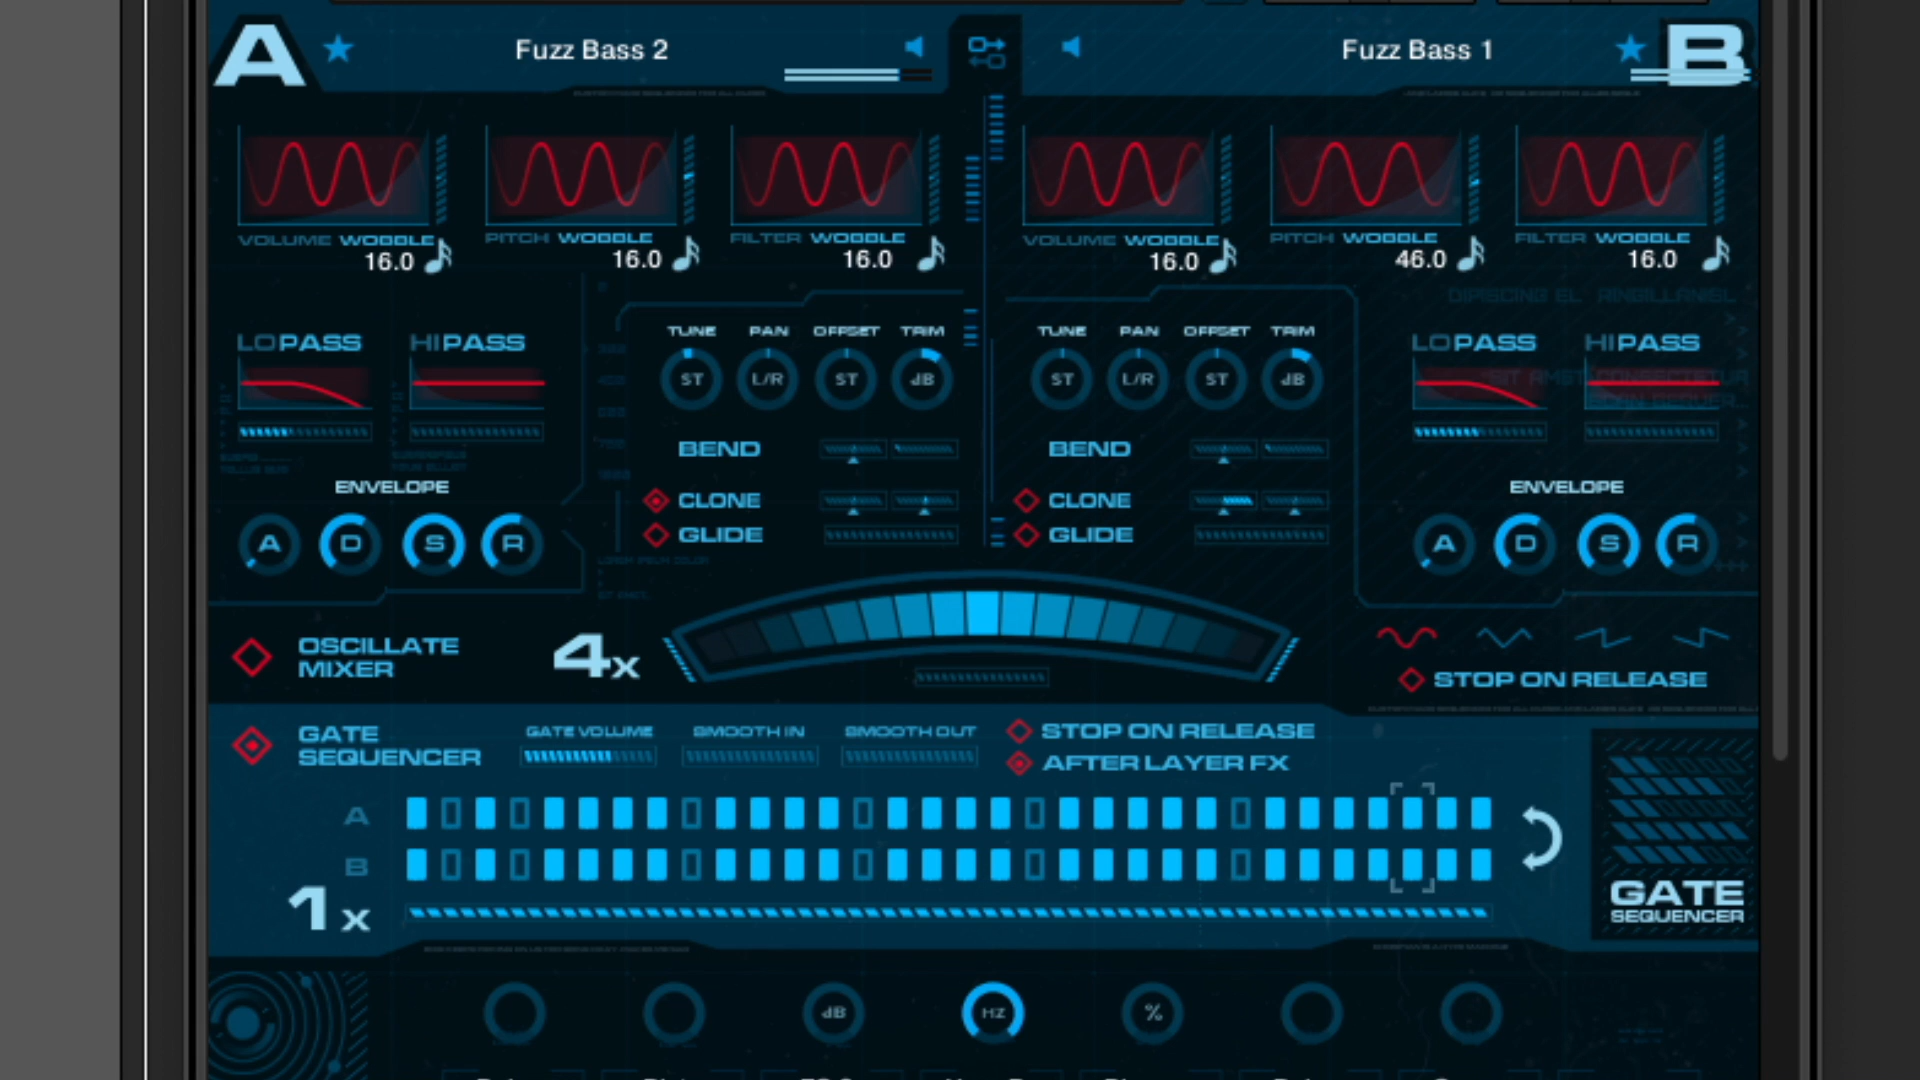 A
Fuzz Bass 2
Fuzz Bass 1
B
VOLUME WOBBLE
16.0
PITCH WOBBLE
16.0
FILTER WOBBLE
16.0
VOLUME WOBBLE
16.0
PITCH WOBBLE
46.0
FILTER WOBBLE
16.0
LOPASS
HIPASS
ENVELOPE
A D S R
TUNE PAN OFFSET TRIM
ST L/R ST dB
BEND
CLONE
GLIDE
TUNE PAN OFFSET TRIM
ST L/R ST dB
BEND
CLONE
GLIDE
LOPASS
HIPASS
ENVELOPE
A D S R
OSCILLATE
MIXER
4x
STOP ON RELEASE
GATE
SEQUENCER
GATE VOLUME
SMOOTH IN
SMOOTH OUT
STOP ON RELEASE
AFTER LAYER FX
A
B
1x
GATE
SEQUENCER
dB
HZ
%